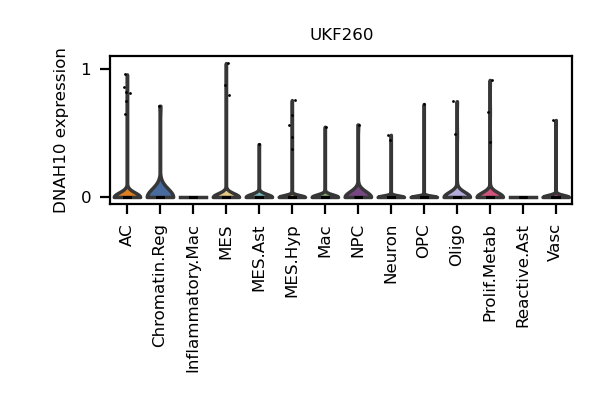 UKF260
DNAH10 expression
1
0
AC
Chromatin.Reg
Inflammatory.Mac
MES
MES.Ast
MES.Hyp
Mac
NPC
Neuron
OPC
Oligo
Prolif.Metab
Reactive.Ast
Vasc